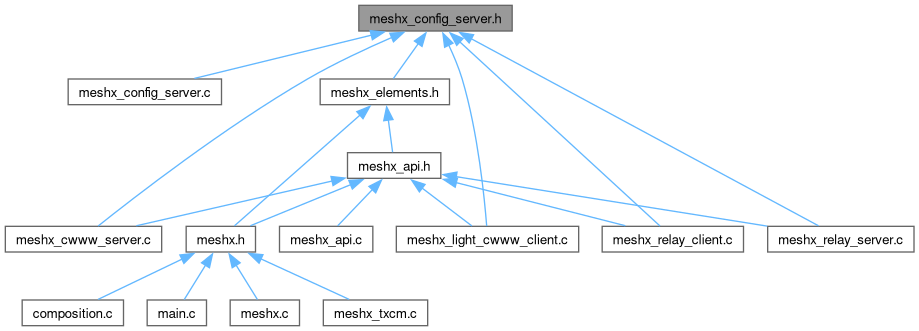 meshx_config_server.h
meshx_config_server.c
meshx_elements.h
meshx_api.h
meshx_cwww_server.c
meshx.h
meshx_api.c
meshx_light_cwww_client.c
meshx_relay_client.c
meshx_relay_server.c
composition.c
main.c
meshx.c
meshx_txcm.c